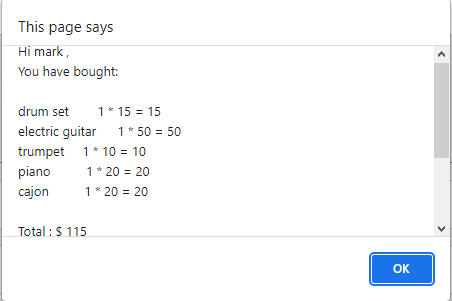 This page says
Hi mark ,
You have bought:
drum set 1 * 15 = 15
electric guitar 1 * 50 = 50
trumpet 1 * 10 = 10
piano 1 * 20 = 20
cajon 1 * 20 = 20
Total : $ 115
OK